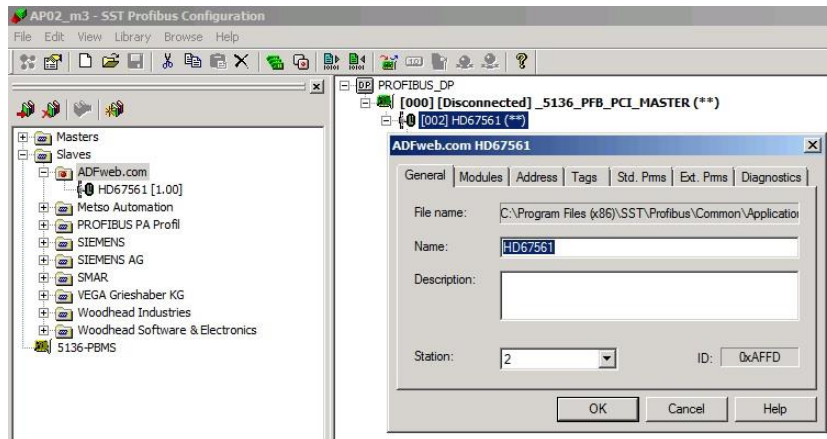 AP02_m3 - SST Profibus Configuration
File Edit View Library Browse Help
Masters
Slaves
ADFweb.com
HD67561 [1.00]
Metso Automation
PROFIBUS PA Profil
SIEMENS
SIEMENS AG
SMAR
VEGA Grieshaber KG
Woodhead Industries
Woodhead Software & Electronics
5136-PBMS
DP PROFIBUS_DP
[000] [Disconnected] _5136_PFB_PCI_MASTER (**)
[002] HD67561 (**)
ADFweb.com HD67561
General Modules Address Tags Std. Prms Ext. Prms Diagnostics
File name: C:\Program Files (x86)\SST\Profibus\Common\Application
Name: HD67561
Description:
Station: 2 ID: 0xAFFD
OK Cancel Help